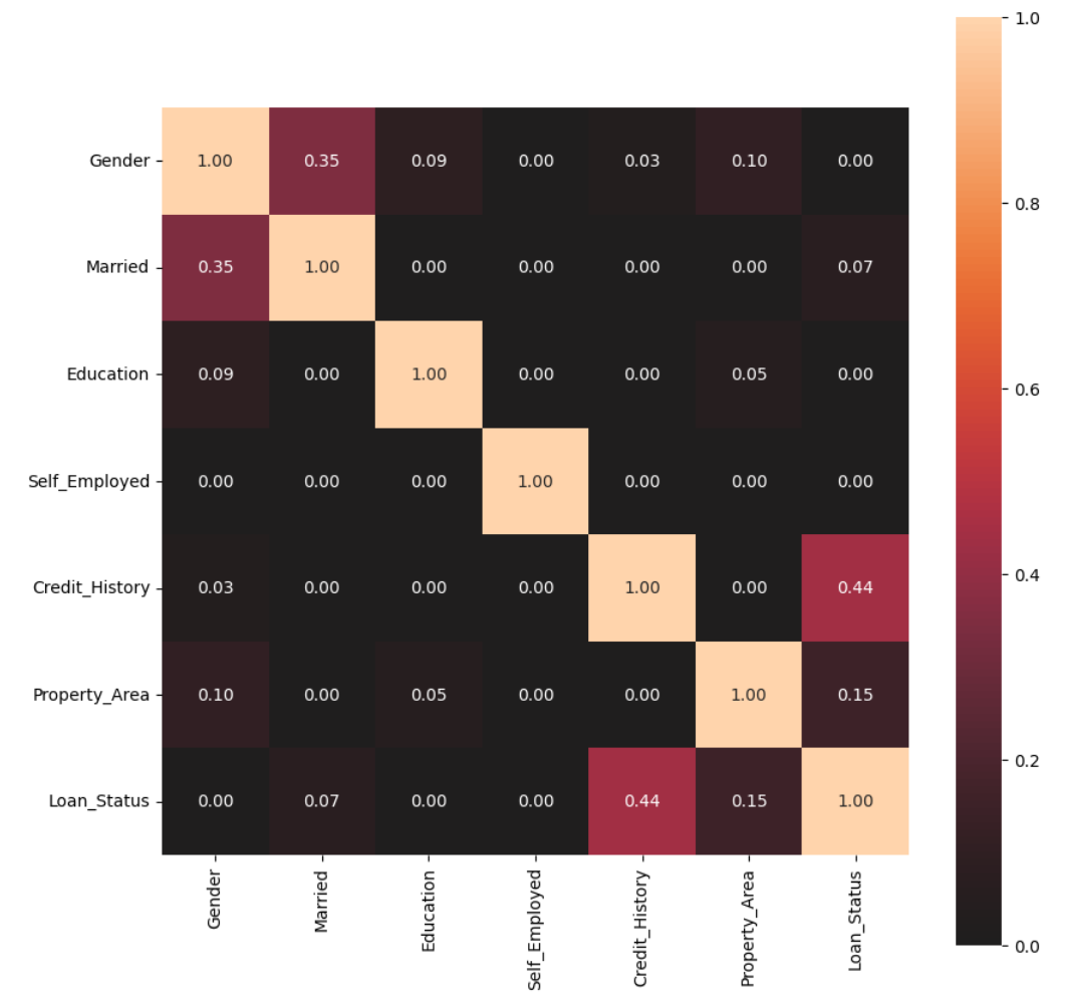 1.0
Gender 1.00 0.35 0.09 0.00 0.03 0.10 0.00
0.8
Married 0.35 1.00 0.00 0.00 0.00 0.00 0.07
Education 0.09 0.00 1.00 0.00 0.00 0.05 0.00
0.6
Self_Employed 0.00 0.00 0.00 1.00 0.00 0.00 0.00
0.4
Credit_History 0.03 0.00 0.00 0.00 1.00 0.00 0.44
Property_Area 0.10 0.00 0.05 0.00 0.00 1.00 0.15
0.2
Loan_Status 0.00 0.07 0.00 0.00 0.44 0.15 1.00
0.0
Gender
Married
Education
Self_Employed
Credit_History
Property_Area
Loan_Status